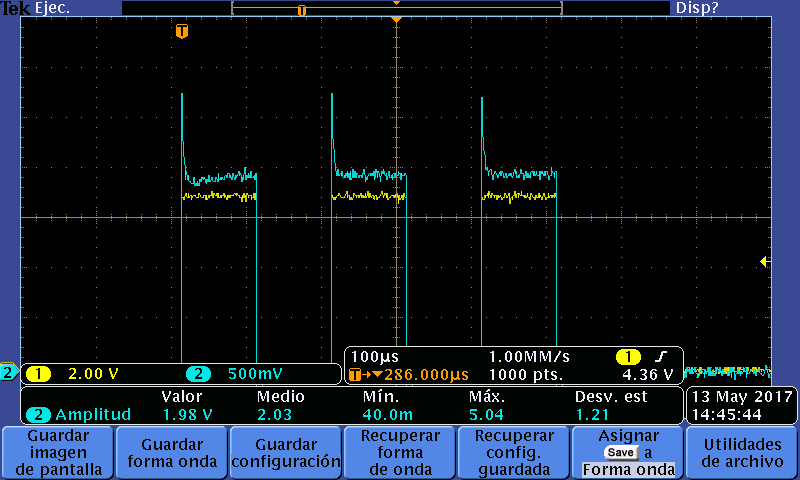 Tek Ejec. Disp?
T
T
2
1 2.00 V 2 500mV
100µs 1.00MM/s 1
T 286.000µs 1000 pts. 4.36 V
Valor Medio Mín. Máx. Desv. est
2 Amplitud 1.98 V 2.03 40.0m 5.04 1.21
13 May 2017
14:45:44
Guardar
imagen
de pantalla
Guardar
forma onda
Guardar
configuración
Recuperar
forma
de onda
Recuperar
config.
guardada
Asignar
Save a
Forma onda
Utilidades
de archivo